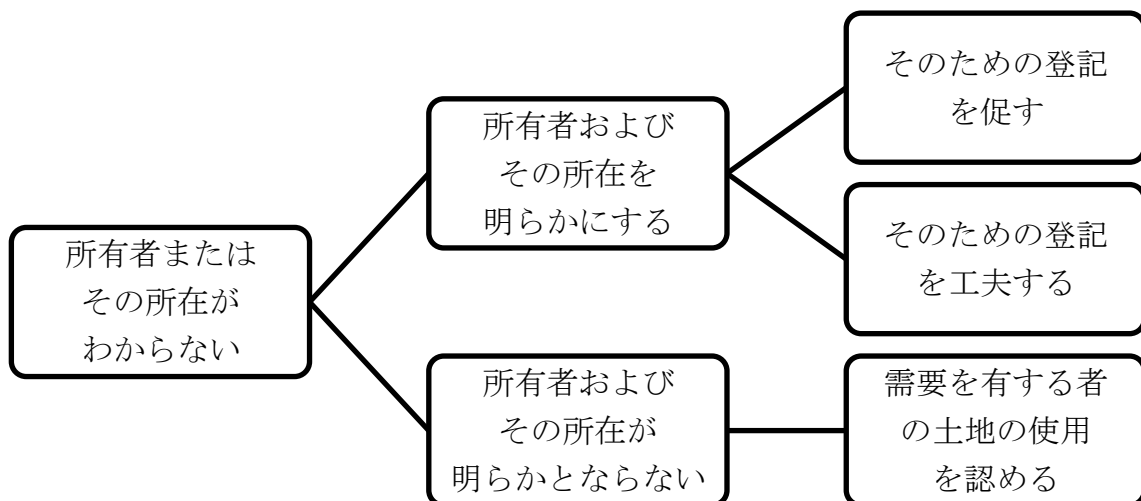 所有者または
その所在が
わからない
所有者および
その所在を
明らかにする
そのための登記
を促す
そのための登記
を工夫する
所有者および
その所在が
明らかとならない
需要を有する者
の土地の使用
を認める